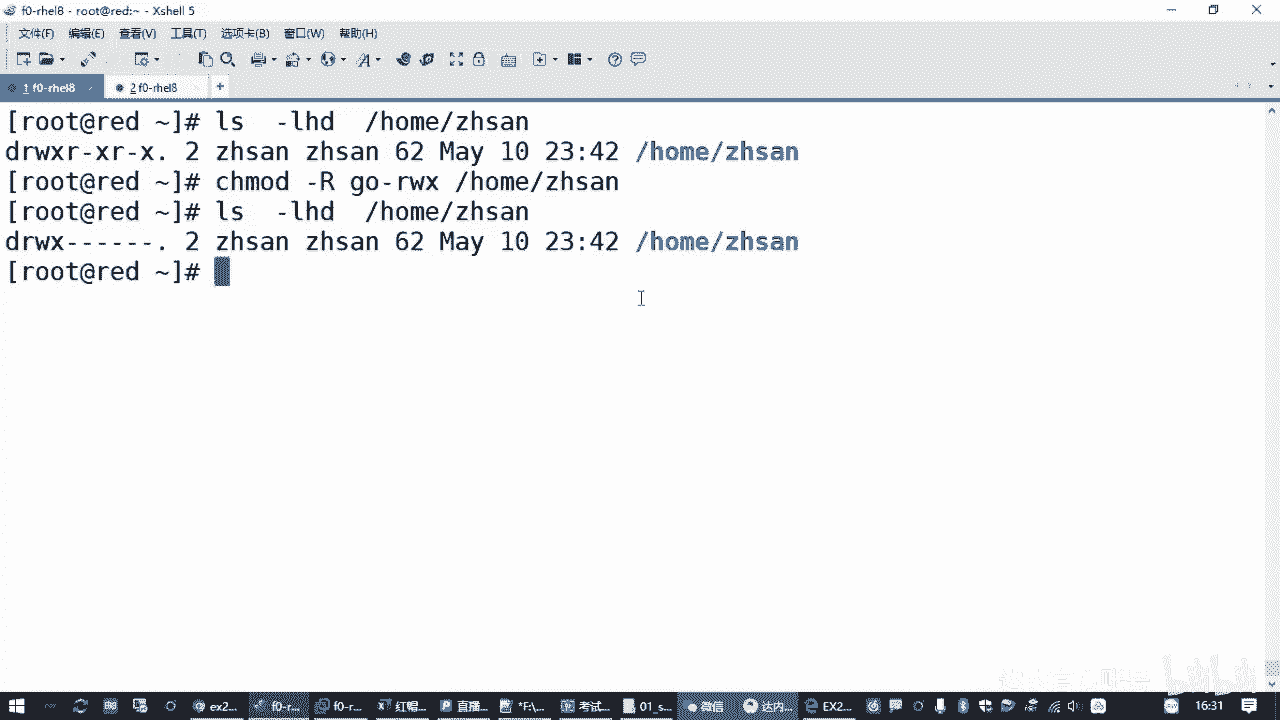 f0-rhel8 - root@red:~ - Xshell 5
文件(F) 编辑(E) 查看(V) 工具(T) 选项卡(B) 窗口(W) 帮助(H)
1 f0-rhel8 2 f0-rhel8 +
[root@red ~]# ls  -lhd  /home/zhsan
drwxr-xr-x. 2 zhsan zhsan 62 May 10 23:42 /home/zhsan
[root@red ~]# chmod -R go-rwx /home/zhsan
[root@red ~]# ls  -lhd  /home/zhsan
drwx------. 2 zhsan zhsan 62 May 10 23:42 /home/zhsan
[root@red ~]#
ex2... f0-r... f0-r... 红帽... 直播... *F:\... 考试... 01_s... 微信 达内... EX2... 16:31